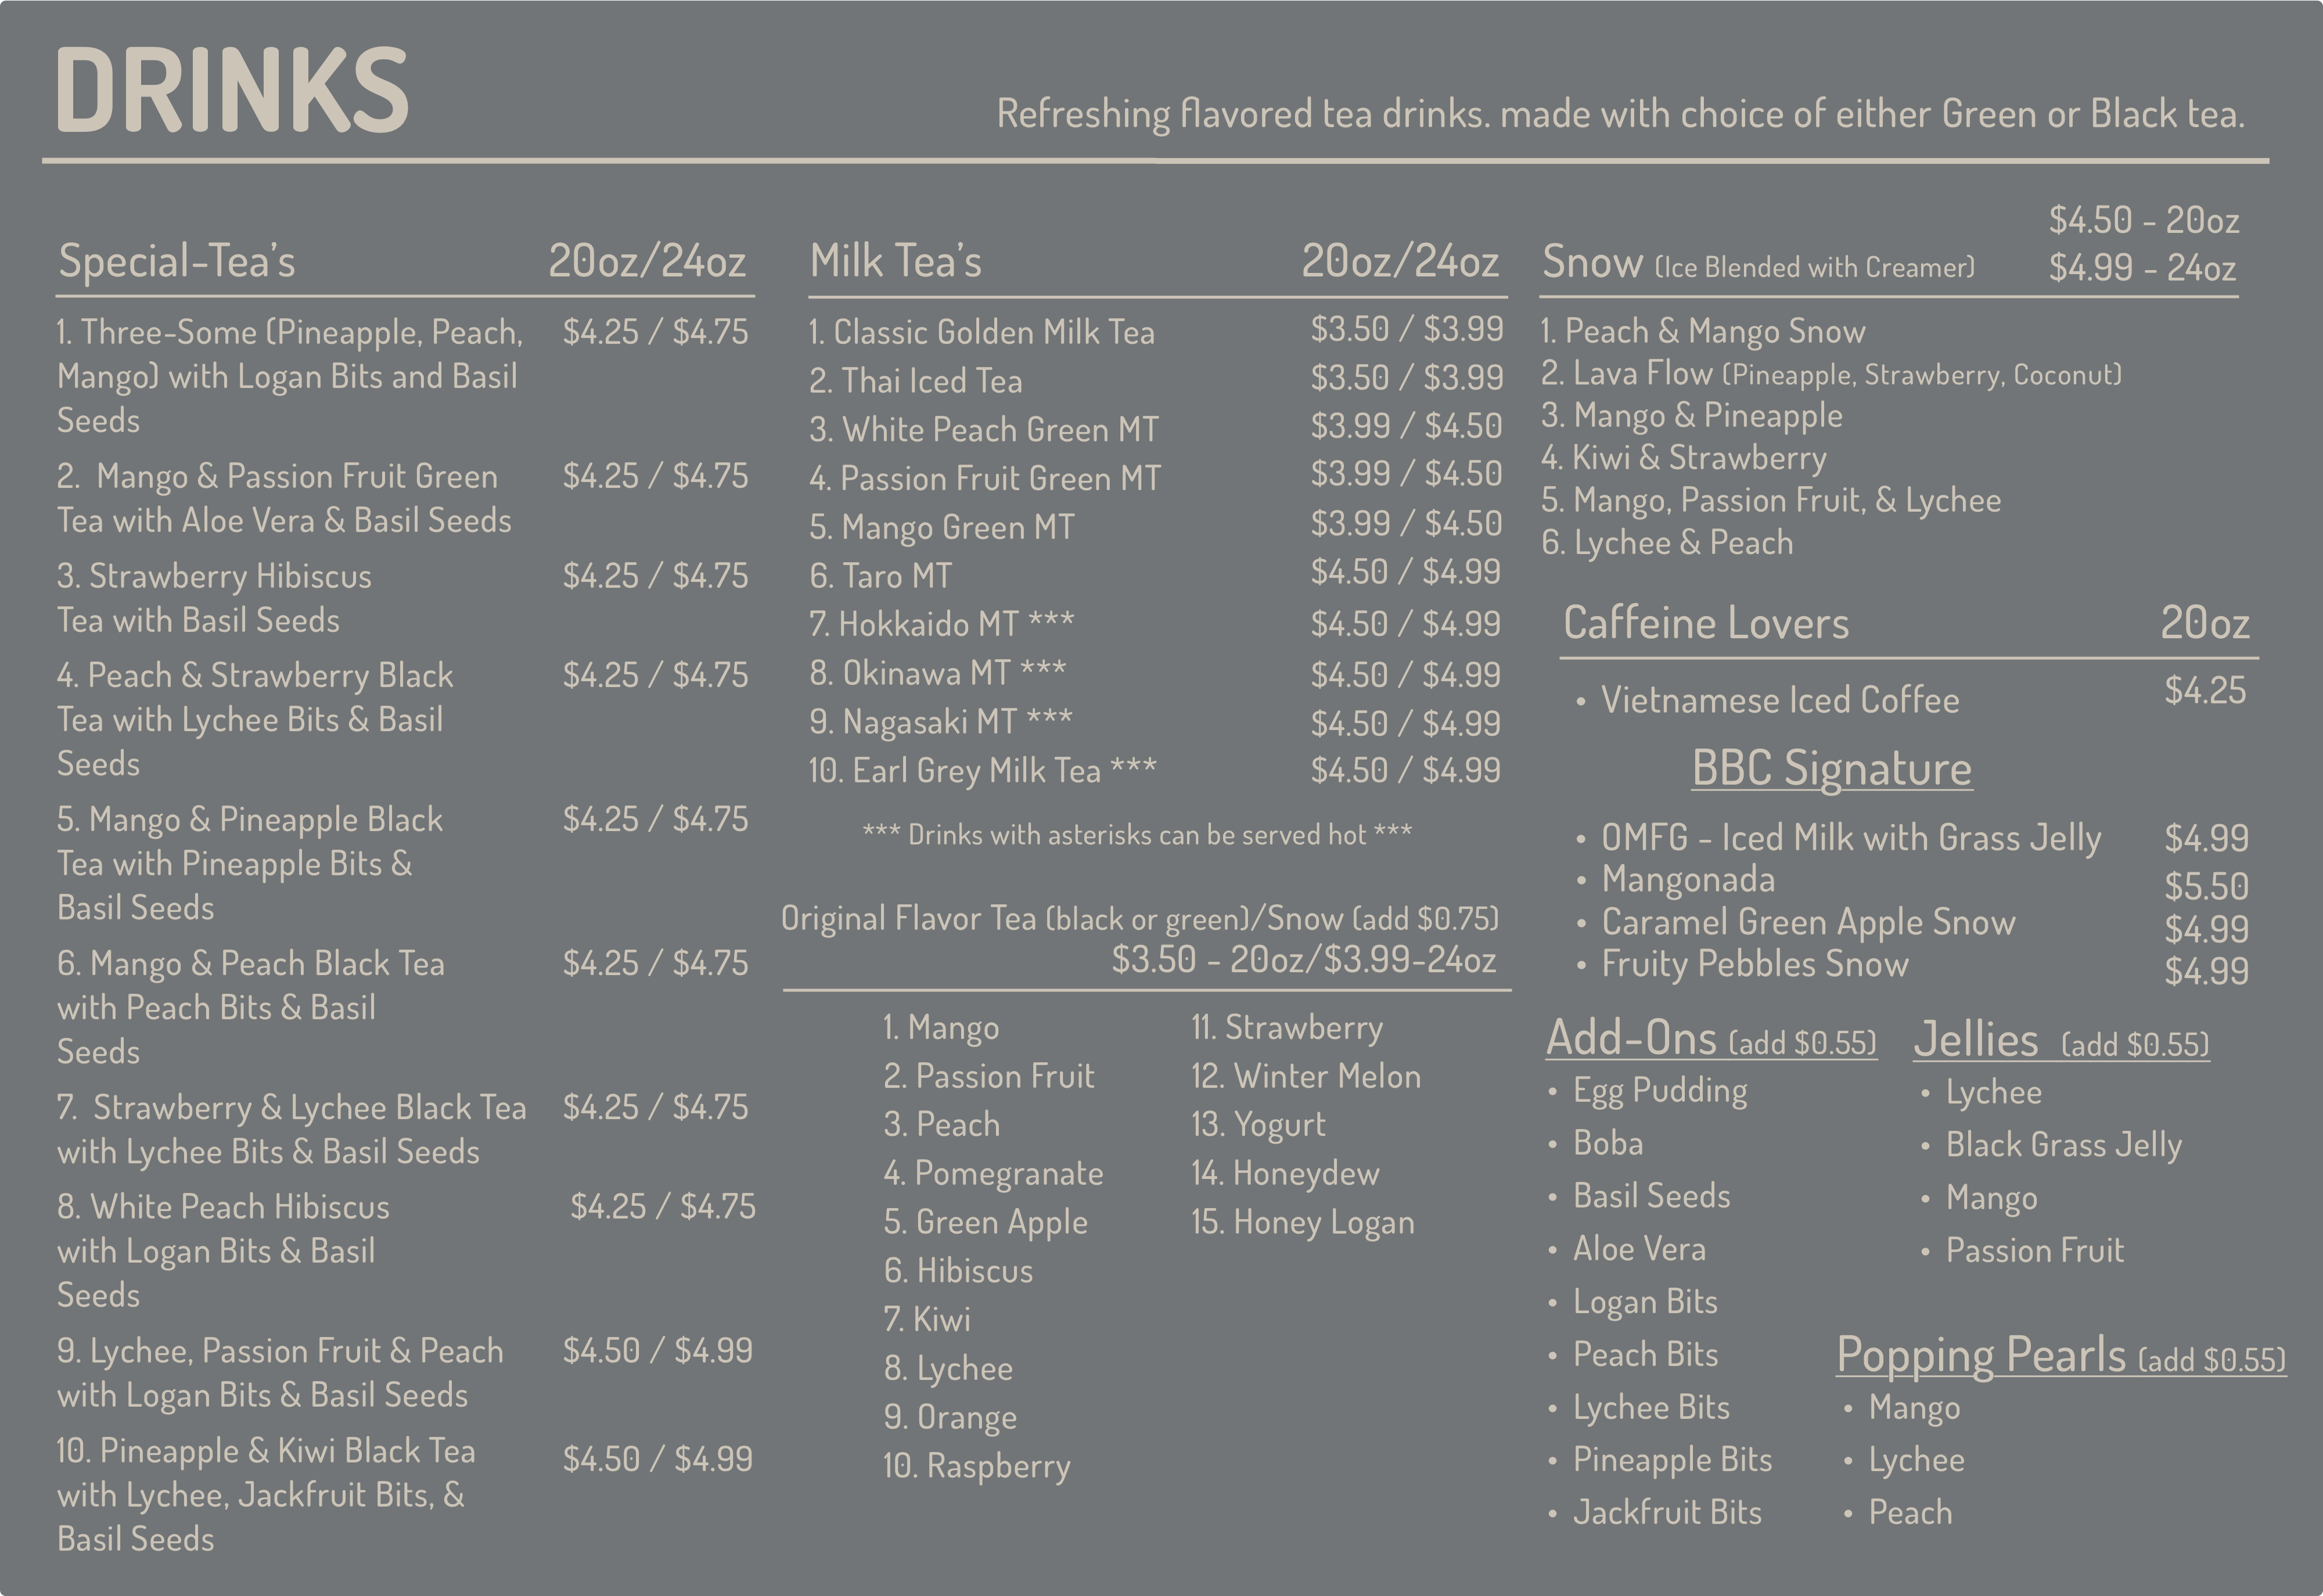 DRINKS
Refreshing flavored tea drinks. made with choice of either Green or Black tea.
Special-Tea's 20oz/24oz
1. Three-Some (Pineapple, Peach, $4.25 / $4.75
Mango) with Logan Bits and Basil
Seeds
2. Mango & Passion Fruit Green $4.25 / $4.75
Tea with Aloe Vera & Basil Seeds
3. Strawberry Hibiscus $4.25 / $4.75
Tea with Basil Seeds
4. Peach & Strawberry Black $4.25 / $4.75
Tea with Lychee Bits & Basil
Seeds
5. Mango & Pineapple Black $4.25 / $4.75
Tea with Pineapple Bits &
Basil Seeds
6. Mango & Peach Black Tea $4.25 / $4.75
with Peach Bits & Basil
Seeds
7. Strawberry & Lychee Black Tea $4.25 / $4.75
with Lychee Bits & Basil Seeds
8. White Peach Hibiscus $4.25 / $4.75
with Logan Bits & Basil
Seeds
9. Lychee, Passion Fruit & Peach $4.50 / $4.99
with Logan Bits & Basil Seeds
10. Pineapple & Kiwi Black Tea $4.50 / $4.99
with Lychee, Jackfruit Bits, &
Basil Seeds
Milk Tea's 20oz/24oz
1. Classic Golden Milk Tea $3.50 / $3.99
2. Thai Iced Tea $3.50 / $3.99
3. White Peach Green MT $3.99 / $4.50
4. Passion Fruit Green MT $3.99 / $4.50
5. Mango Green MT $3.99 / $4.50
6. Taro MT $4.50 / $4.99
7. Hokkaido MT *** $4.50 / $4.99
8. Okinawa MT *** $4.50 / $4.99
9. Nagasaki MT *** $4.50 / $4.99
10. Earl Grey Milk Tea *** $4.50 / $4.99
*** Drinks with asterisks can be served hot ***
Original Flavor Tea (black or green)/Snow (add $0.75)
$3.50 - 20oz/$3.99-24oz
1. Mango
2. Passion Fruit
3. Peach
4. Pomegranate
5. Green Apple
6. Hibiscus
7. Kiwi
8. Lychee
9. Orange
10. Raspberry
11. Strawberry
12. Winter Melon
13. Yogurt
14. Honeydew
15. Honey Logan
$4.50 - 20oz
Snow (Ice Blended with Creamer) $4.99 - 24oz
1. Peach & Mango Snow
2. Lava Flow (Pineapple, Strawberry, Coconut)
3. Mango & Pineapple
4. Kiwi & Strawberry
5. Mango, Passion Fruit, & Lychee
6. Lychee & Peach
Caffeine Lovers 20oz
• Vietnamese Iced Coffee $4.25
BBC Signature
• OMFG - Iced Milk with Grass Jelly $4.99
• Mangonada $5.50
• Caramel Green Apple Snow $4.99
• Fruity Pebbles Snow $4.99
Add-Ons (add $0.55)
• Egg Pudding
• Boba
• Basil Seeds
• Aloe Vera
• Logan Bits
• Peach Bits
• Lychee Bits
• Pineapple Bits
• Jackfruit Bits
Jellies (add $0.55)
• Lychee
• Black Grass Jelly
• Mango
• Passion Fruit
Popping Pearls (add $0.55)
• Mango
• Lychee
• Peach